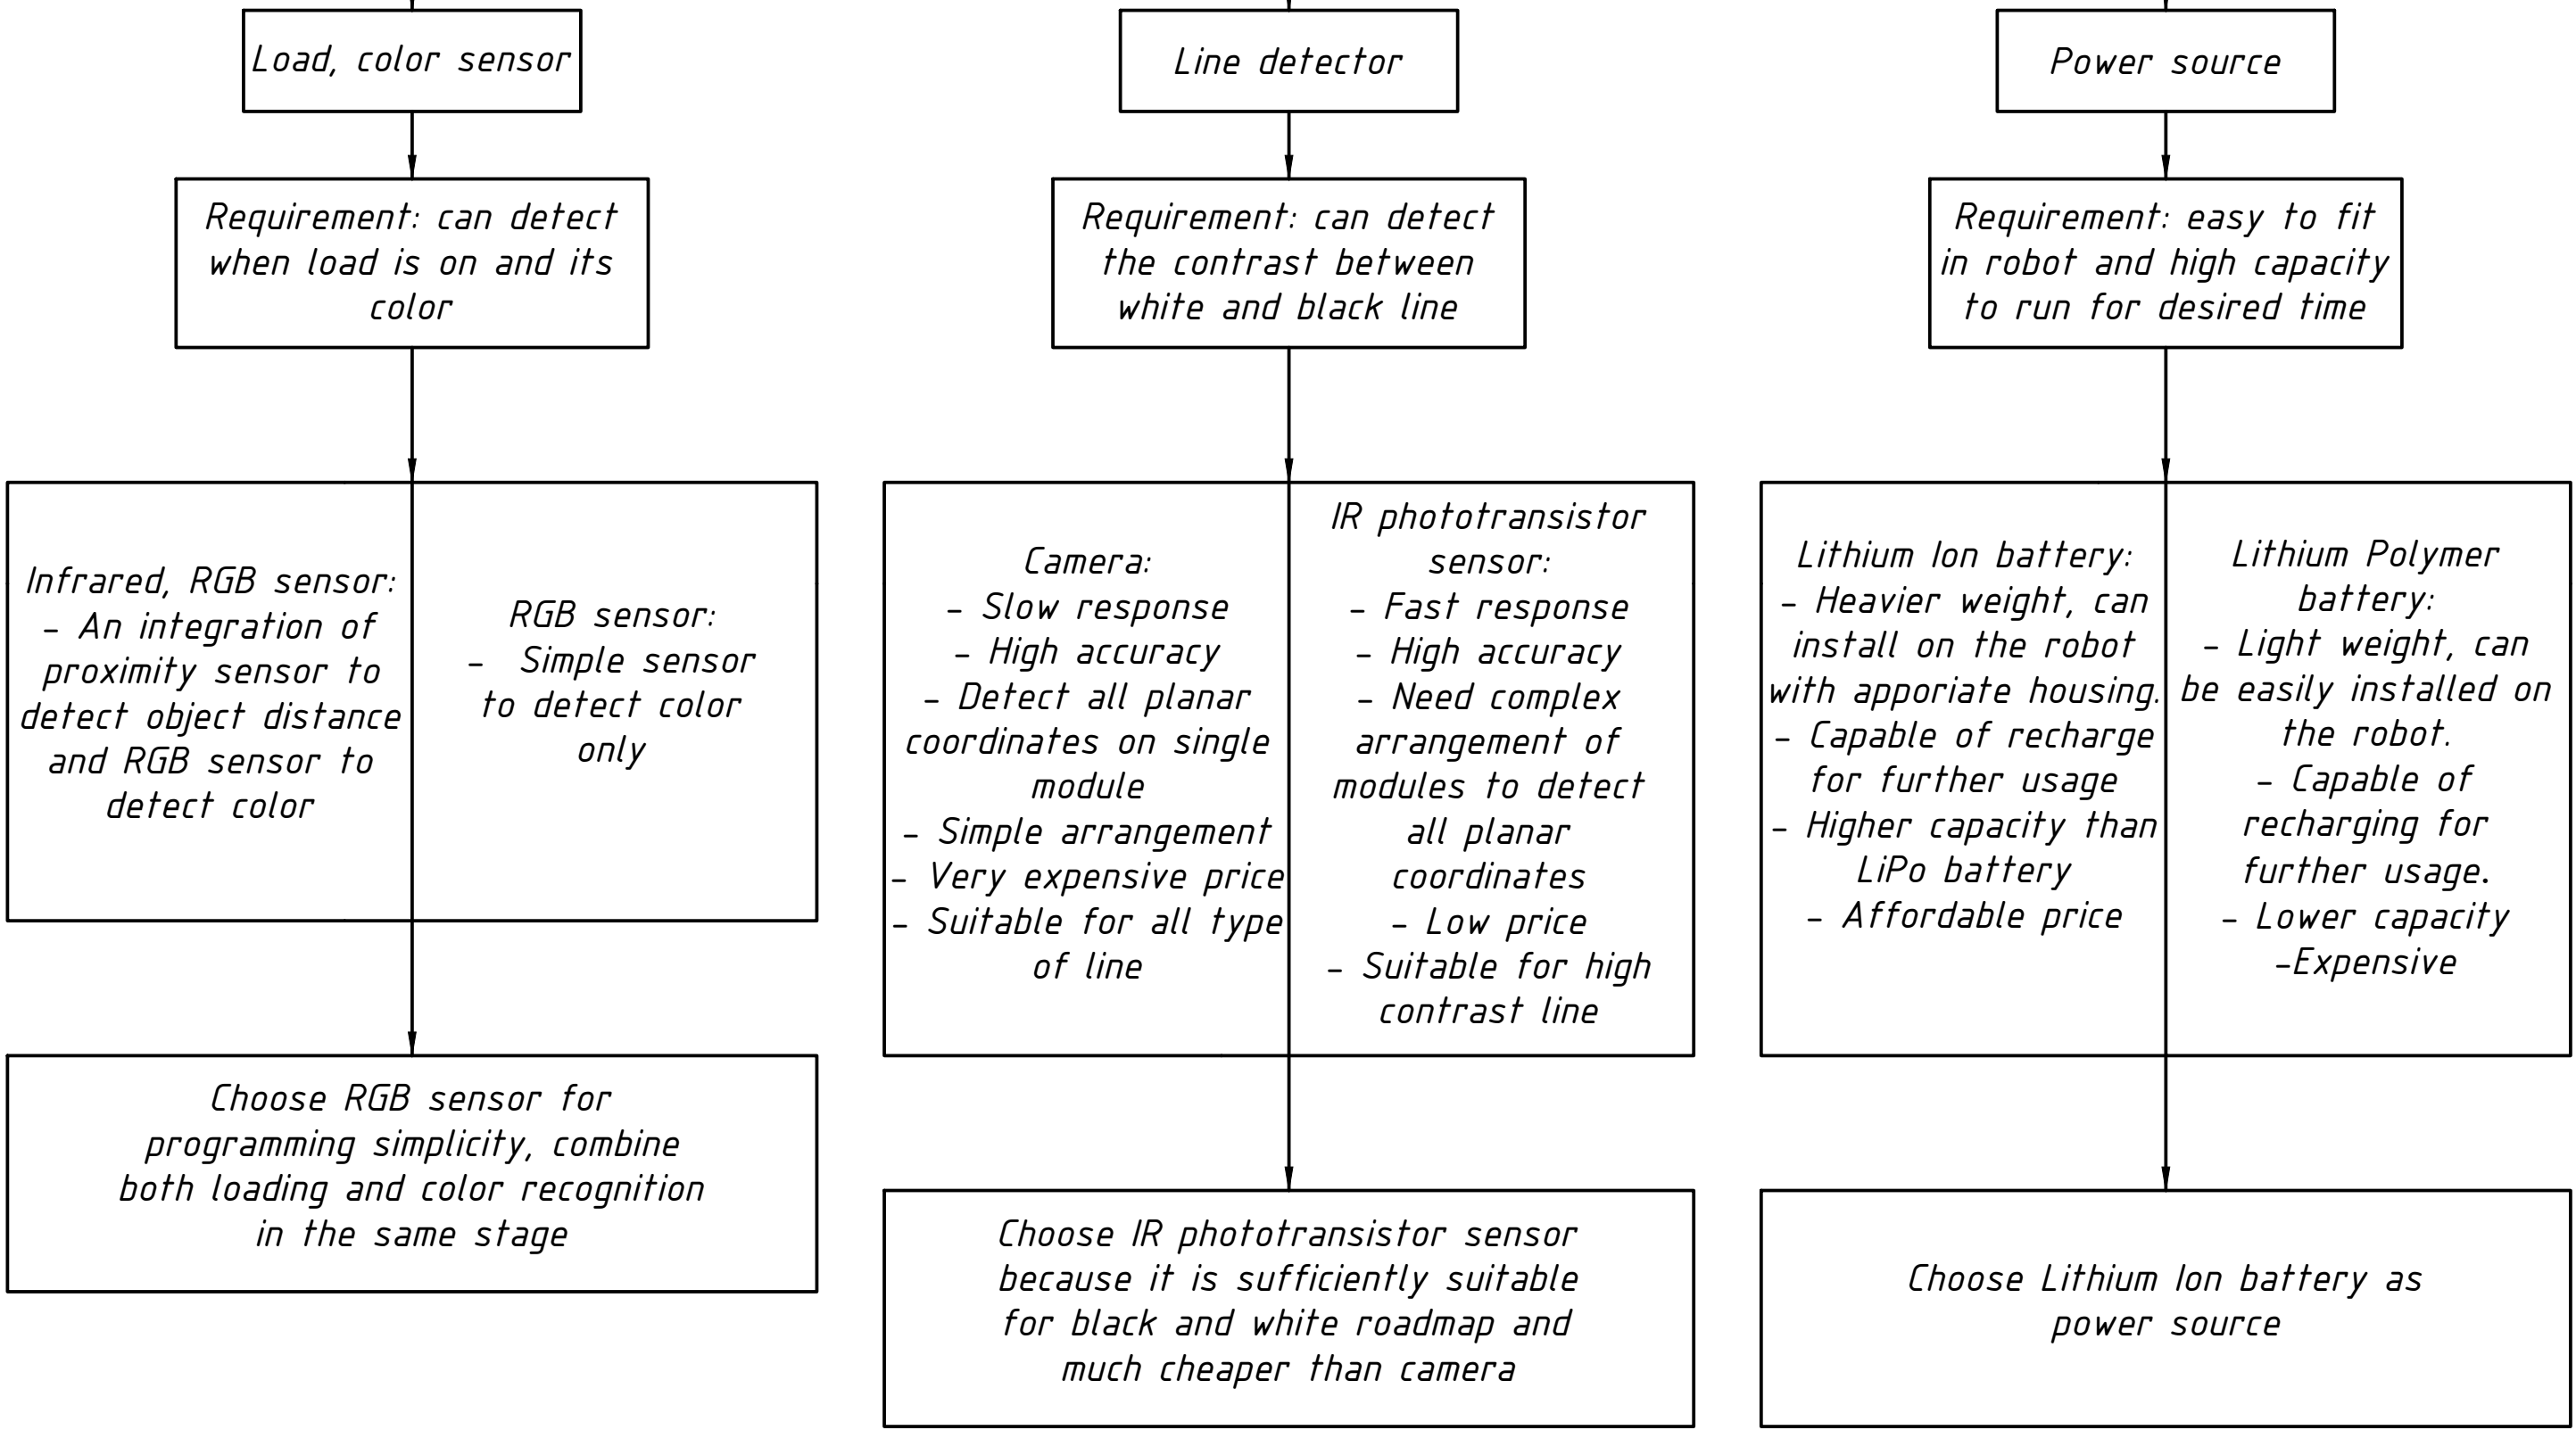 Load, color sensor
Requirement: can detect
when load is on and its
color
Infrared, RGB sensor:
- An integration of
proximity sensor to
detect object distance
and RGB sensor to
detect color
RGB sensor:
- Simple sensor
to detect color
only
Choose RGB sensor for
programming simplicity, combine
both loading and color recognition
in the same stage
Line detector
Requirement: can detect
the contrast between
white and black line
Camera:
- Slow response
- High accuracy
- Detect all planar
coordinates on single
module
- Simple arrangement
- Very expensive price
- Suitable for all type
of line
IR phototransistor
sensor:
- Fast response
- High accuracy
- Need complex
arrangement of
modules to detect
all planar
coordinates
- Low price
- Suitable for high
contrast line
Choose IR phototransistor sensor
because it is sufficiently suitable
for black and white roadmap and
much cheaper than camera
Power source
Requirement: easy to fit
in robot and high capacity
to run for desired time
Lithium Ion battery:
- Heavier weight, can
install on the robot
with apporiate housing.
- Capable of recharge
for further usage
- Higher capacity than
LiPo battery
- Affordable price
Lithium Polymer
battery:
- Light weight, can
be easily installed on
the robot.
- Capable of
recharging for
further usage.
- Lower capacity
-Expensive
Choose Lithium Ion battery as
power source